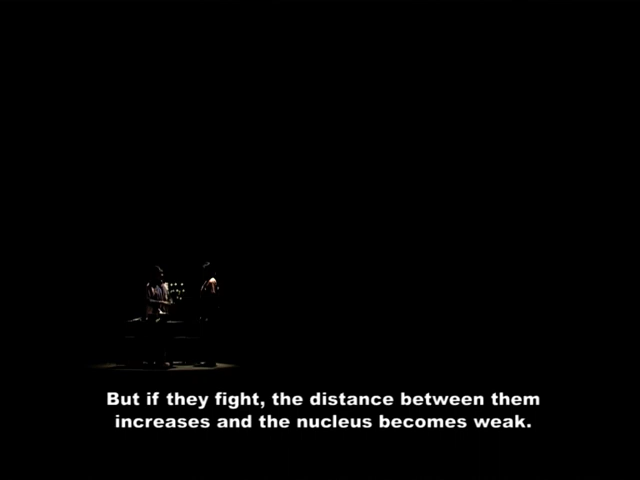 But if they fight, the distance between them
increases and the nucleus becomes weak.